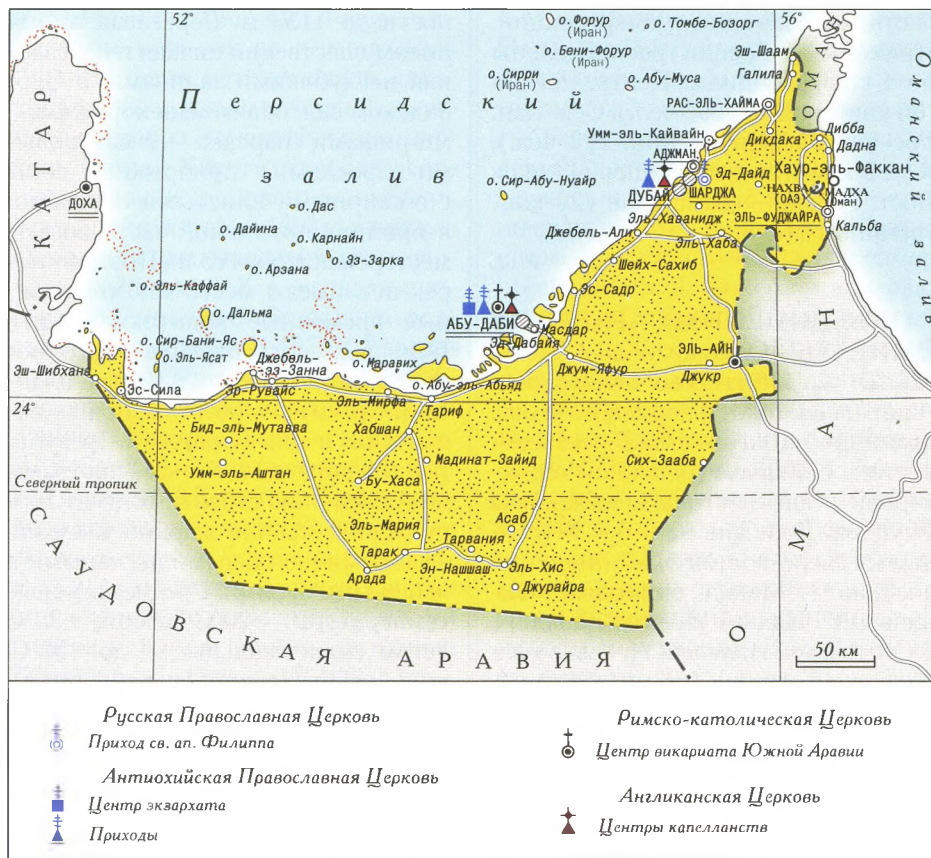 52°
56°
о. Форур
(Иран)
о. Томбе-Бозорг
о. Бени-Форур
(Иран)
о. Сирри
(Иран)
о. Абу-Муса
Эш-Шаам
Галила
ОМАН
Оманский залив
КАТАР
Персидский
залив
РАС-ЭЛЬ-ХАЙМА
Умм-эль-Кайвайн
Дикдака
Дибба
Дадна
АДЖМАН
Эд-Дайд
Хаур-эль-Факкан
ДУБАЙ
ШАРДЖА
НАХВА
(ОАЭ)
МАДХА
(Оман)
ДОХА
о. Сир-Абу-Нуайр
ЭЛЬ-ФУДЖАЙРА
Кальба
о. Дас
Эль-Хаванидж
Джебель-Али
Эль-Хаба
о. Дайина
о. Карнайн
о. Эз-Зарка
Шейх-Сахиб
о. Арзана
о. Эль-Каффай
Эс-Садр
о. Дальма
АБУ-ДАБИ
Масдар
о. Сир-Бани-Яс
Эд-Дабайя
ЭЛЬ-АЙН
о. Эль-Ясат
Джебель-
эз-Занна
о. Маравих
Джум-Яфур
Джукр
Эш-Шибхана
Эс-Сила
Эр-Рувайс
о. Абу-эль-Абьяд
Эль-Мирфа
Тариф
24°
Хабшан
Бид-эль-Мутавва
Мадинат-Зайид
Сих-Зааба
Умм-эль-Аштан
Бу-Хаса
Северный тропик
Асаб
Эль-Мария
Тарвания
Тарак
Арада
Эн-Нашшаш
Эль-Хис
Джурайра
САУДОВСКАЯ АРАВИЯ
ОМАН
50 км
Русская Православная Церковь
Приход св. ап. Филиппа
Антиохийская Православная Церковь
Центр экзархата
Приходы
Римско-католическая Церковь
Центр викариата Южной Аравии
Англиканская Церковь
Центры капелланств